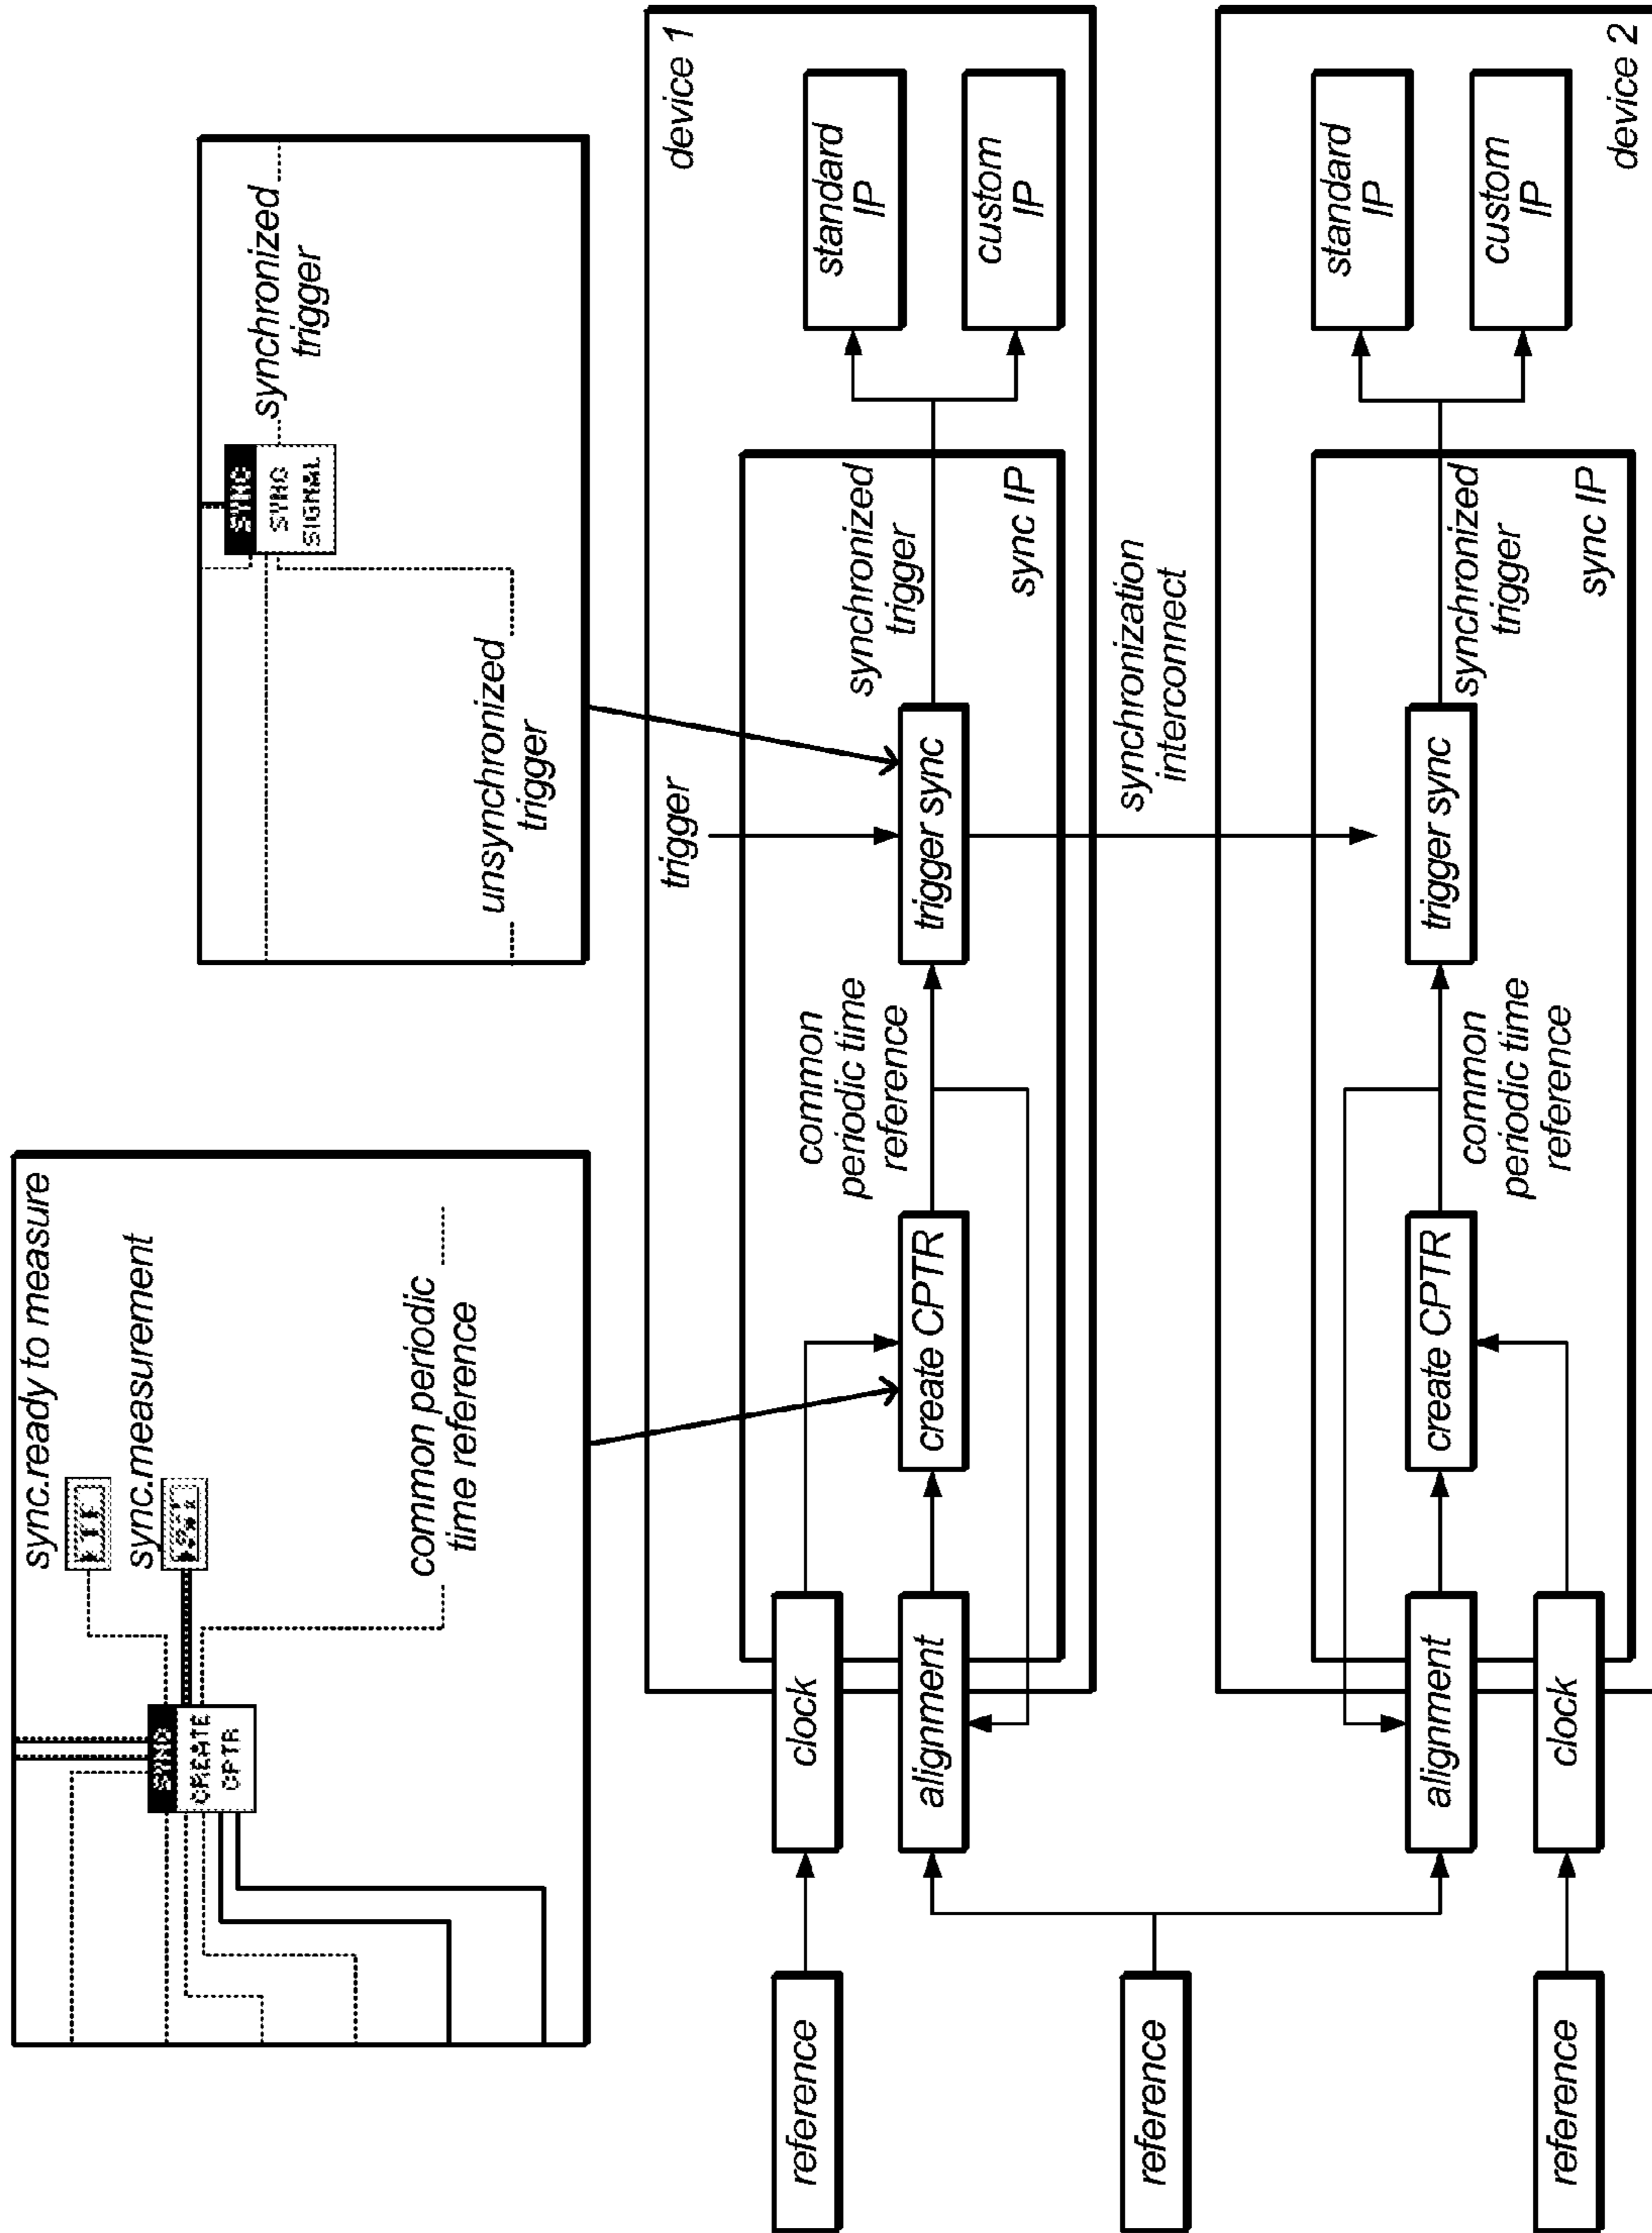 sync.ready to measure
sync.measurement
SYNC
CREATE
CPTR
common periodic
time reference
SYNC
SYNC
SIGNAL
synchronized
trigger
unsynchronized
trigger
device 1
trigger
reference
clock
alignment
create CPTR
common
periodic time
reference
trigger sync
synchronized
trigger
sync IP
standard
IP
custom
IP
reference
synchronization
interconnect
device 2
alignment
clock
reference
create CPTR
common
periodic time
reference
trigger sync
synchronized
trigger
sync IP
standard
IP
custom
IP